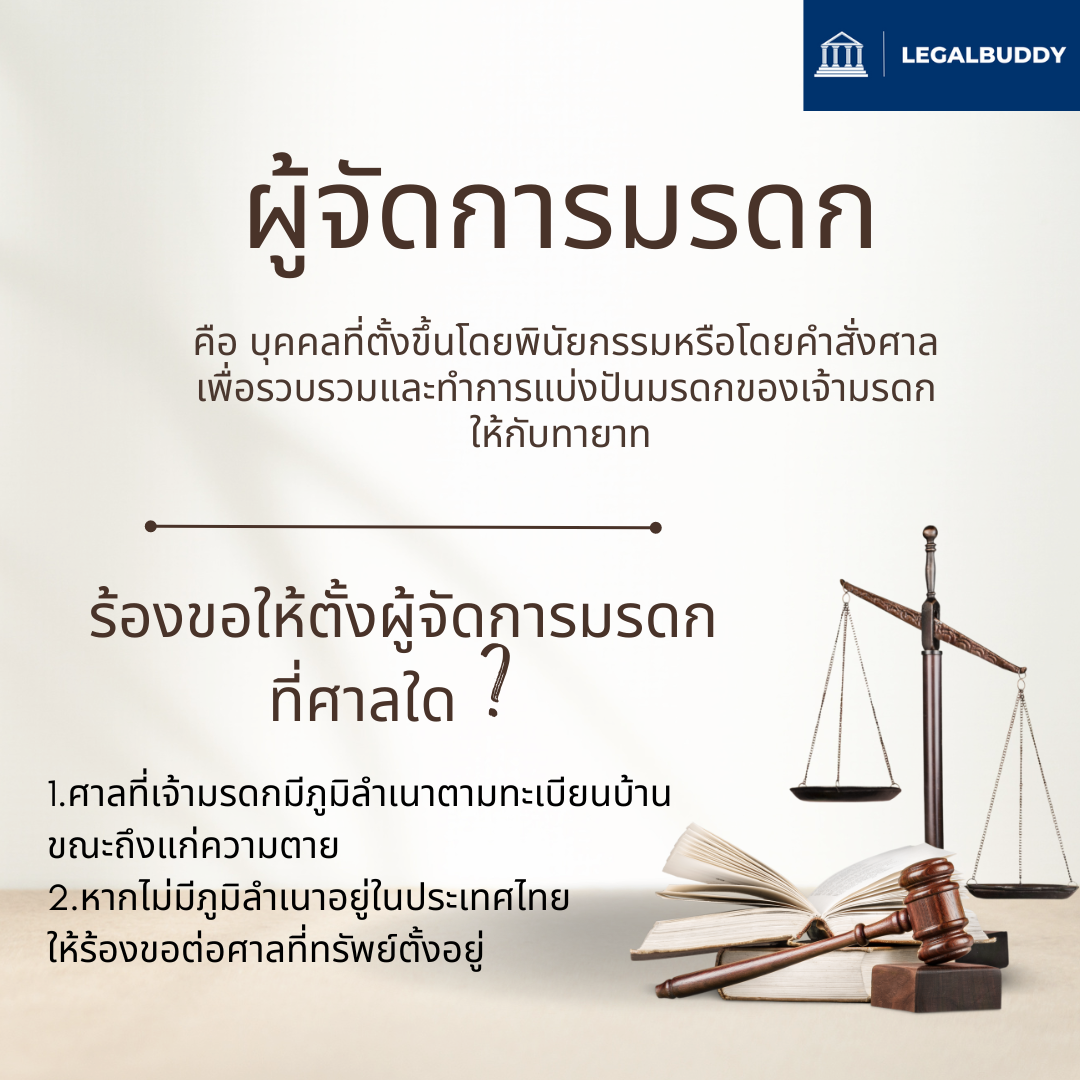 LEGALBUDDY
ผู้จัดการมรดก
คือ บุคคลที่ตั้งขึ้นโดยพินัยกรรมหรือโดยคำสั่งศาล
เพื่อรวบรวมและทำการแบ่งปันมรดกของเจ้ามรดก
ให้กับทายาท
ร้องขอให้ตั้งผู้จัดการมรดก
ที่ศาลใด ?
1.ศาลที่เจ้ามรดกมีภูมิลำเนาตามทะเบียนบ้าน
ขณะถึงแก่ความตาย
2.หากไม่มีภูมิลำเนาอยู่ในประเทศไทย
ให้ร้องขอต่อศาลที่ทรัพย์ตั้งอยู่